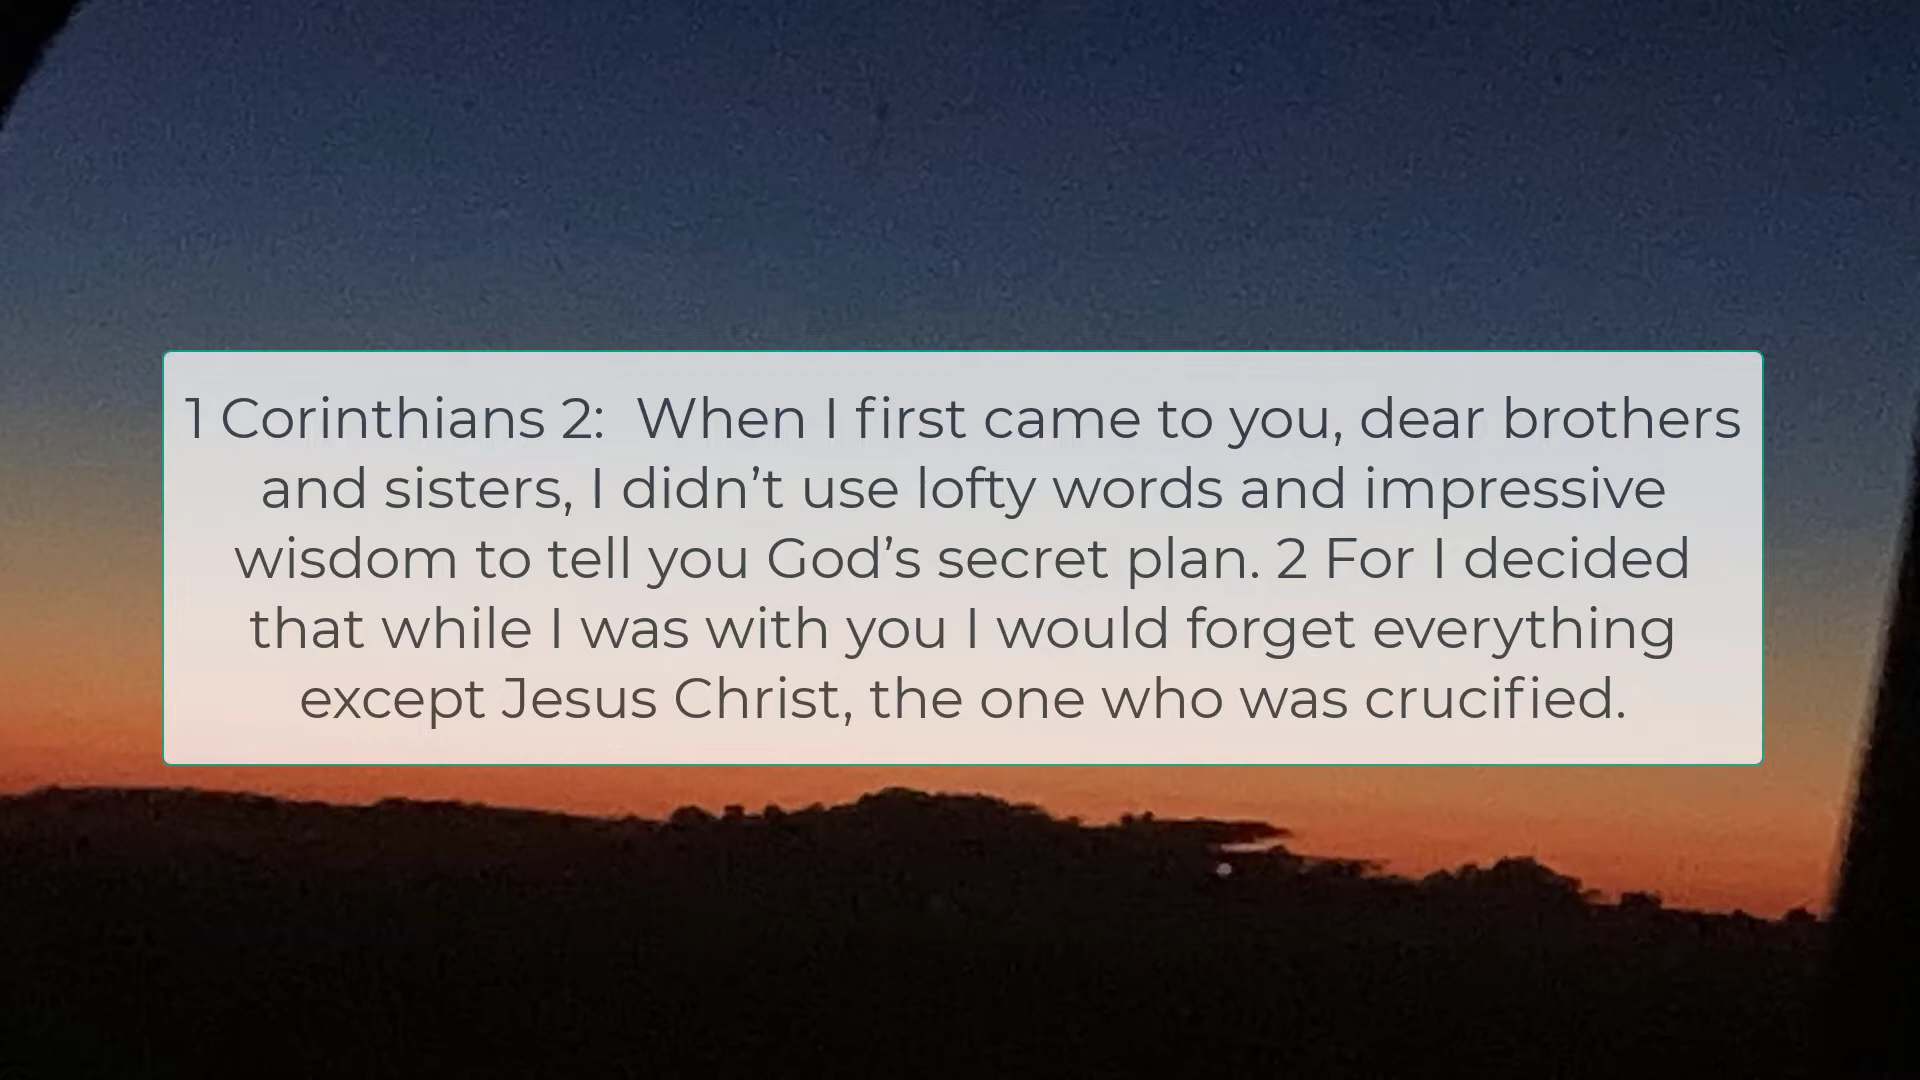 1 Corinthians 2:  When I first came to you, dear brothers
and sisters, I didn’t use lofty words and impressive
wisdom to tell you God’s secret plan. 2 For I decided
that while I was with you I would forget everything
except Jesus Christ, the one who was crucified.